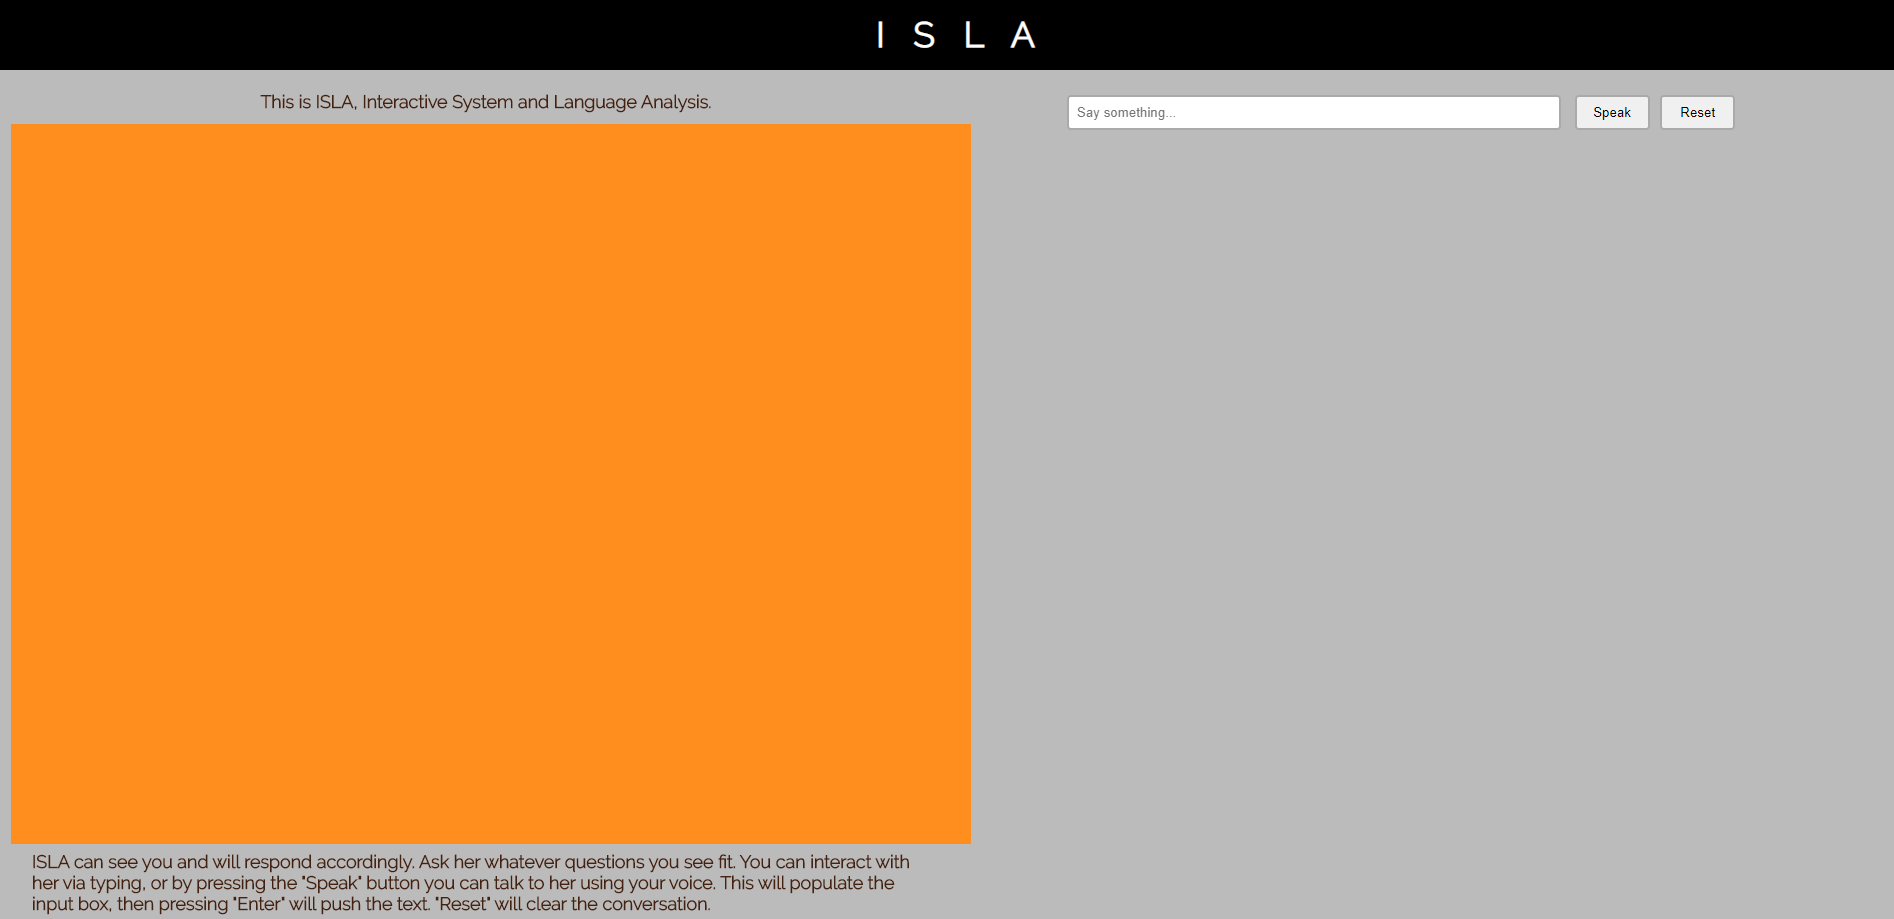 I S L A
This is ISLA, Interactive System and Language Analysis.
Say something...
Speak
Reset
ISLA can see you and will respond accordingly. Ask her whatever questions you see fit. You can interact with
her via typing, or by pressing the "Speak" button you can talk to her using your voice. This will populate the
input box, then pressing "Enter" will push the text. "Reset" will clear the conversation.